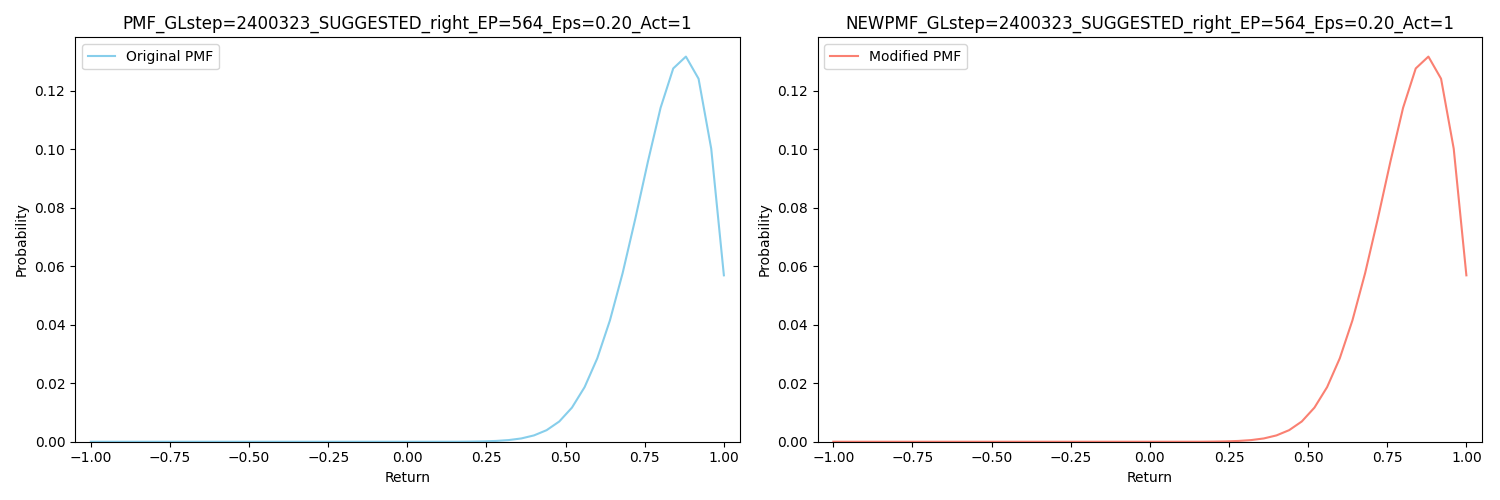 PMF_GLstep=2400323_SUGGESTED_right_EP=564_Eps=0.20_Act=1
Original PMF
Probability
0.12
0.10
0.08
0.06
0.04
0.02
0.00
−1.00 −0.75 −0.50 −0.25 0.00 0.25 0.50 0.75 1.00
Return
NEWPMF_GLstep=2400323_SUGGESTED_right_EP=564_Eps=0.20_Act=1
Modified PMF
Probability
0.12
0.10
0.08
0.06
0.04
0.02
0.00
−1.00 −0.75 −0.50 −0.25 0.00 0.25 0.50 0.75 1.00
Return